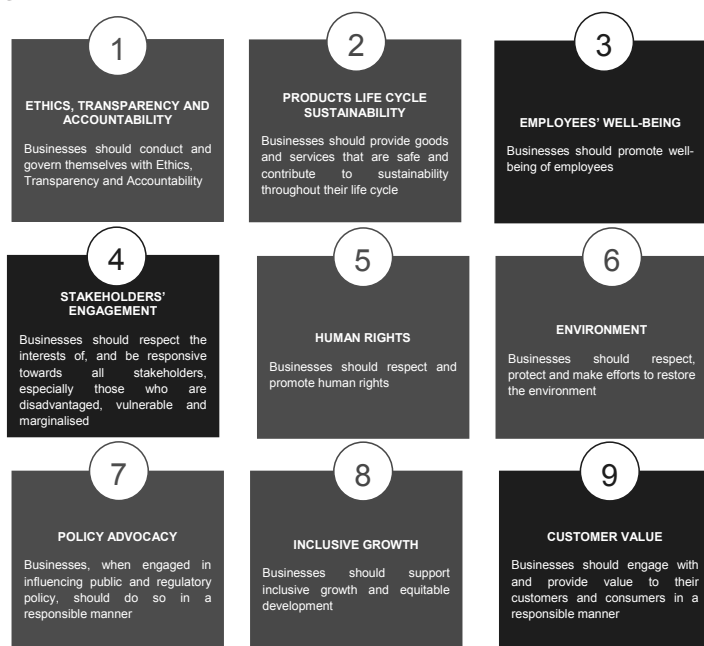 1
ETHICS, TRANSPARENCY AND
ACCOUNTABILITY
Businesses should conduct and
govern themselves with Ethics,
Transparency and Accountability
2
PRODUCTS LIFE CYCLE
SUSTAINABILITY
Businesses should provide goods
and services that are safe and
contribute to sustainability
throughout their life cycle
3
EMPLOYEES' WELL-BEING
Businesses should promote well-
being of employees
4
STAKEHOLDERS'
ENGAGEMENT
Businesses should respect the
interests of, and be responsive
towards all stakeholders,
especially those who are
disadvantaged, vulnerable and
marginalised
5
HUMAN RIGHTS
Businesses should respect and
promote human rights
6
ENVIRONMENT
Businesses should respect,
protect and make efforts to restore
the environment
7
POLICY ADVOCACY
Businesses, when engaged in
influencing public and regulatory
policy, should do so in a
responsible manner
8
INCLUSIVE GROWTH
Businesses should support
inclusive growth and equitable
development
9
CUSTOMER VALUE
Businesses should engage with
and provide value to their
customers and consumers in a
responsible manner